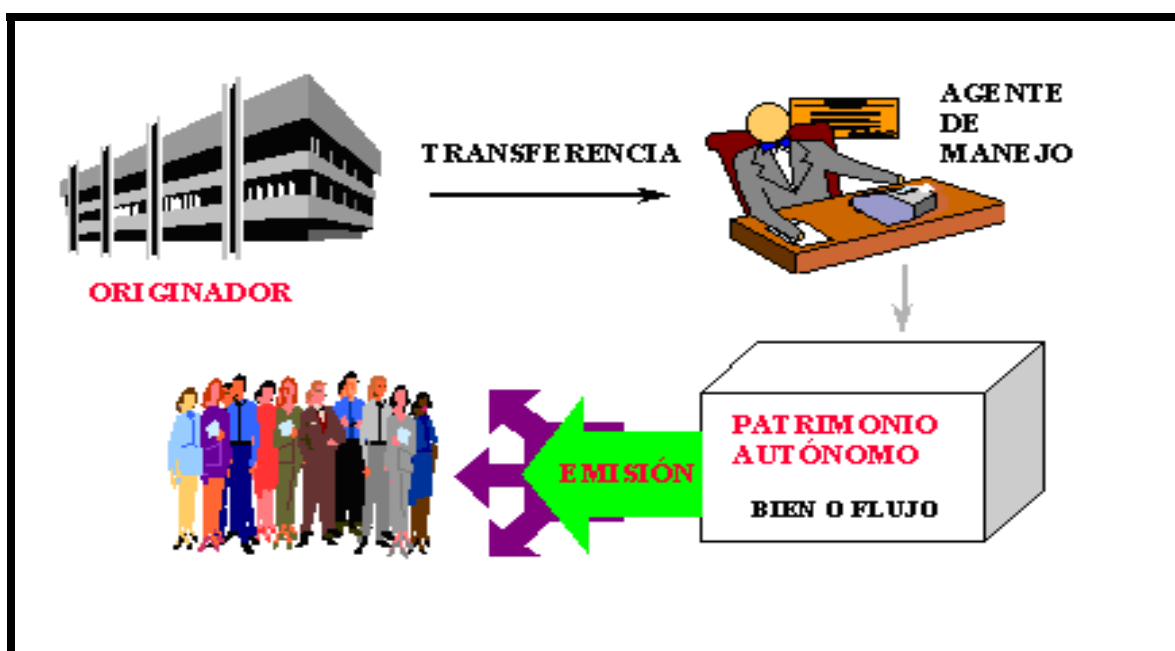 TRANSFERENCIA
AGENTE
DE
MANEJO
ORIGINADOR
PATRIMONIO
AUTÓNOMO
EMISIÓN
BIEN O FLUJO